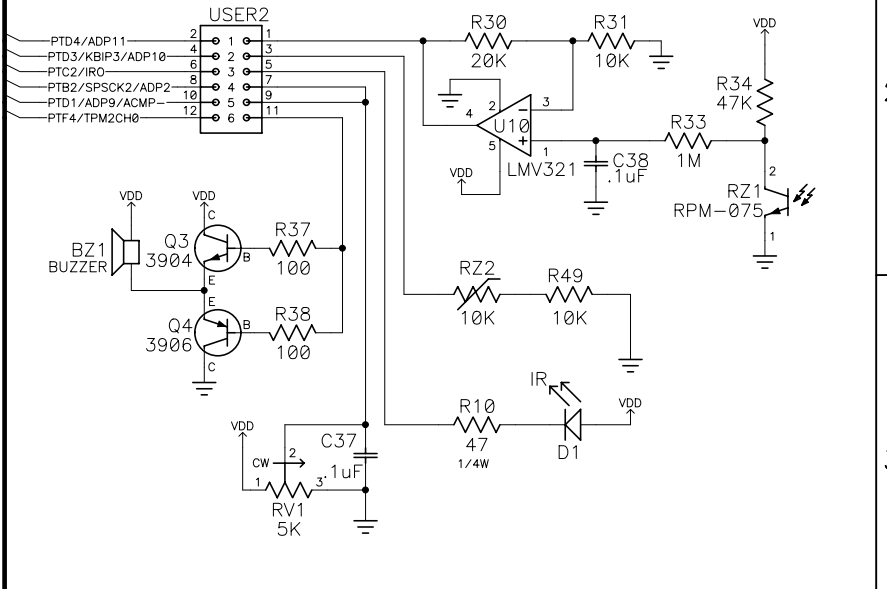 USER2
PTD4/ADP11 2 1 1
PTD3/KBIP3/ADP10 4 2 3
PTC2/IRO 6 3 5
PTB2/SPSCK2/ADP2 8 4 7
PTD1/ADP9/ACMP- 10 5 9
PTF4/TPM2CH0 12 6 11
R30
20K
R31
10K
VDD
R34
47K
2
4
U10
-
3
5
+
1
LMV321
VDD
C38
.1uF
R33
1M
2
RZ1
RPM-075
1
VDD
VDD
BZ1
BUZZER
C
Q3
3904
B
E
R37
100
E
Q4
3906
B
C
R38
100
RZ2
10K
R49
10K
IR
R10
47
1/4W
D1
VDD
VDD
CW
2
1
3
RV1
5K
C37
.1uF